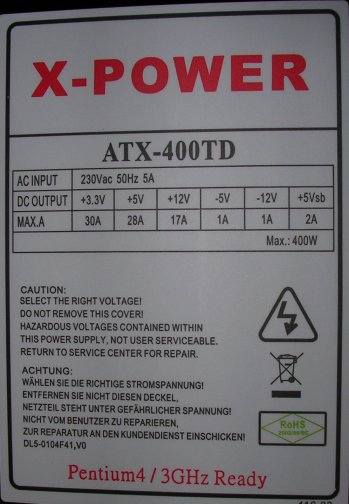 X-POWER
ATX-400TD
AC INPUT 230Vac 50Hz 5A
DC OUTPUT +3.3V +5V +12V -5V -12V +5Vsb
MAX.A 30A 28A 17A 1A 1A 2A
Max.: 400W
CAUTION:
SELECT THE RIGHT VOLTAGE!
DO NOT REMOVE THIS COVER!
HAZARDOUS VOLTAGES CONTAINED WITHIN
THIS POWER SUPPLY, NOT USER SERVICEABLE.
RETURN TO SERVICE CENTER FOR REPAIR.
ACHTUNG:
WÄHLEN SIE DIE RICHTIGE STROMSPANNUNG!
ENTFERNEN SIE NICHT DIESEN DECKEL,
NETZTEIL STEHT UNTER GEFÄHRLICHER SPANNUNG!
NICHT VOM BENUTZER ZU REPARIEREN,
ZUR REPARATUR AN DEN KUNDENDIENST EINSCHICKEN!
DL5-0104F41,V0
RoHS
2002/95/EC
Pentium4 / 3GHz Ready